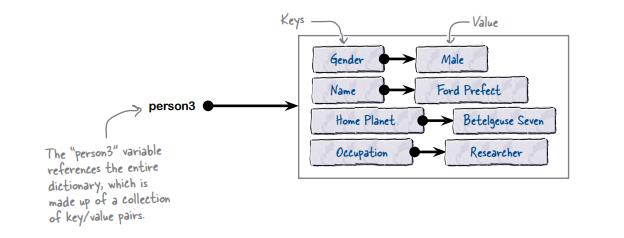 Keys
Value
Gender
Male
Name
Ford Prefect
person3
Home Planet
Betelgeuse Seven
Occupation
Researcher
The "person3" variable
references the entire
dictionary, which is
made up of a collection
of key/value pairs.